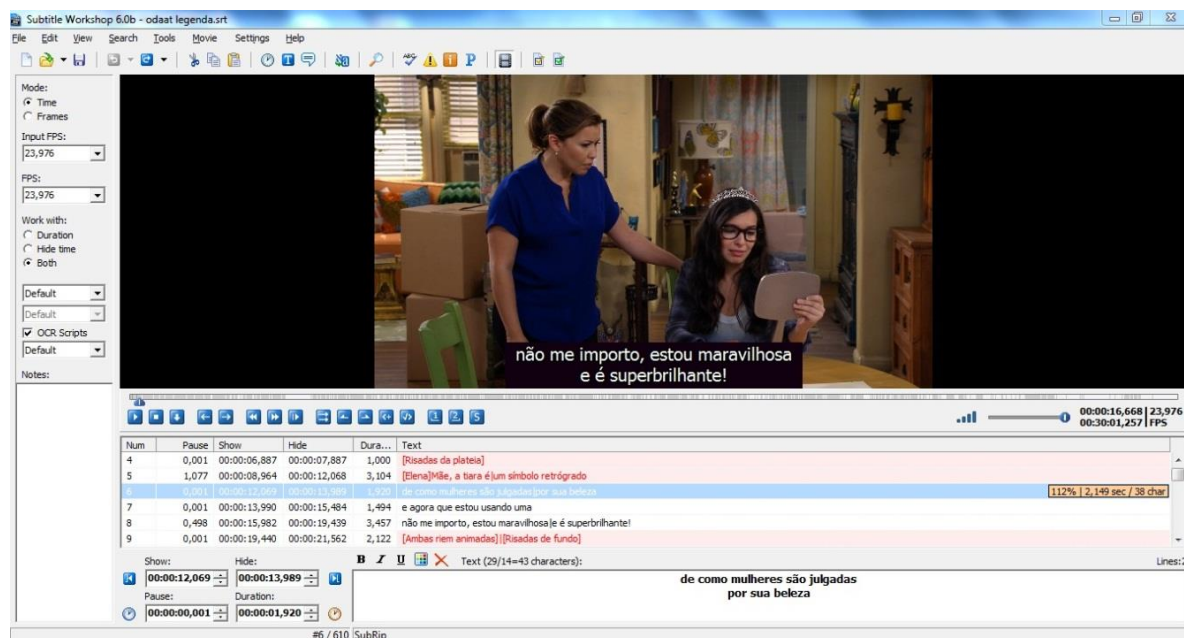 Subtitle Workshop 6.0b - odaat legenda.srt
File Edit View Search Tools Movie Settings Help
Mode:
Time
Frames
Input FPS:
23,976
FPS:
23,976
Work with:
Duration
Hide time
Both
Default
Default
OCR Scripts
Default
Notes:
não me importo, estou maravilhosa
e é superbrilhante!
00:00:16,668 23,976
00:30:01,257 FPS
Num Pause Show Hide Dura... Text
4 0,001 00:00:06,887 00:00:07,887 1,000 [Risadas da plateia]
5 1,077 00:00:08,964 00:00:12,068 3,104 [Elena]Mãe, a tiara é|um símbolo retrógrado
6 0,001 00:00:12,069 00:00:13,989 1,920 de como mulheres são julgadas|por sua beleza 112% | 2,149 sec / 38 char
7 0,001 00:00:13,990 00:00:15,484 1,494 e agora que estou usando uma
8 0,498 00:00:15,982 00:00:19,439 3,457 não me importo, estou maravilhosa|e é superbrilhante!
9 0,001 00:00:19,440 00:00:21,562 2,122 [Ambas riem animadas]|[Risadas de fundo]
Show: Hide: B I U Text (29/14=43 characters): Lines:2
00:00:12,069 00:00:13,989
Pause: Duration:
00:00:00,001 00:00:01,920
de como mulheres são julgadas
por sua beleza
#6 / 610 SubRip